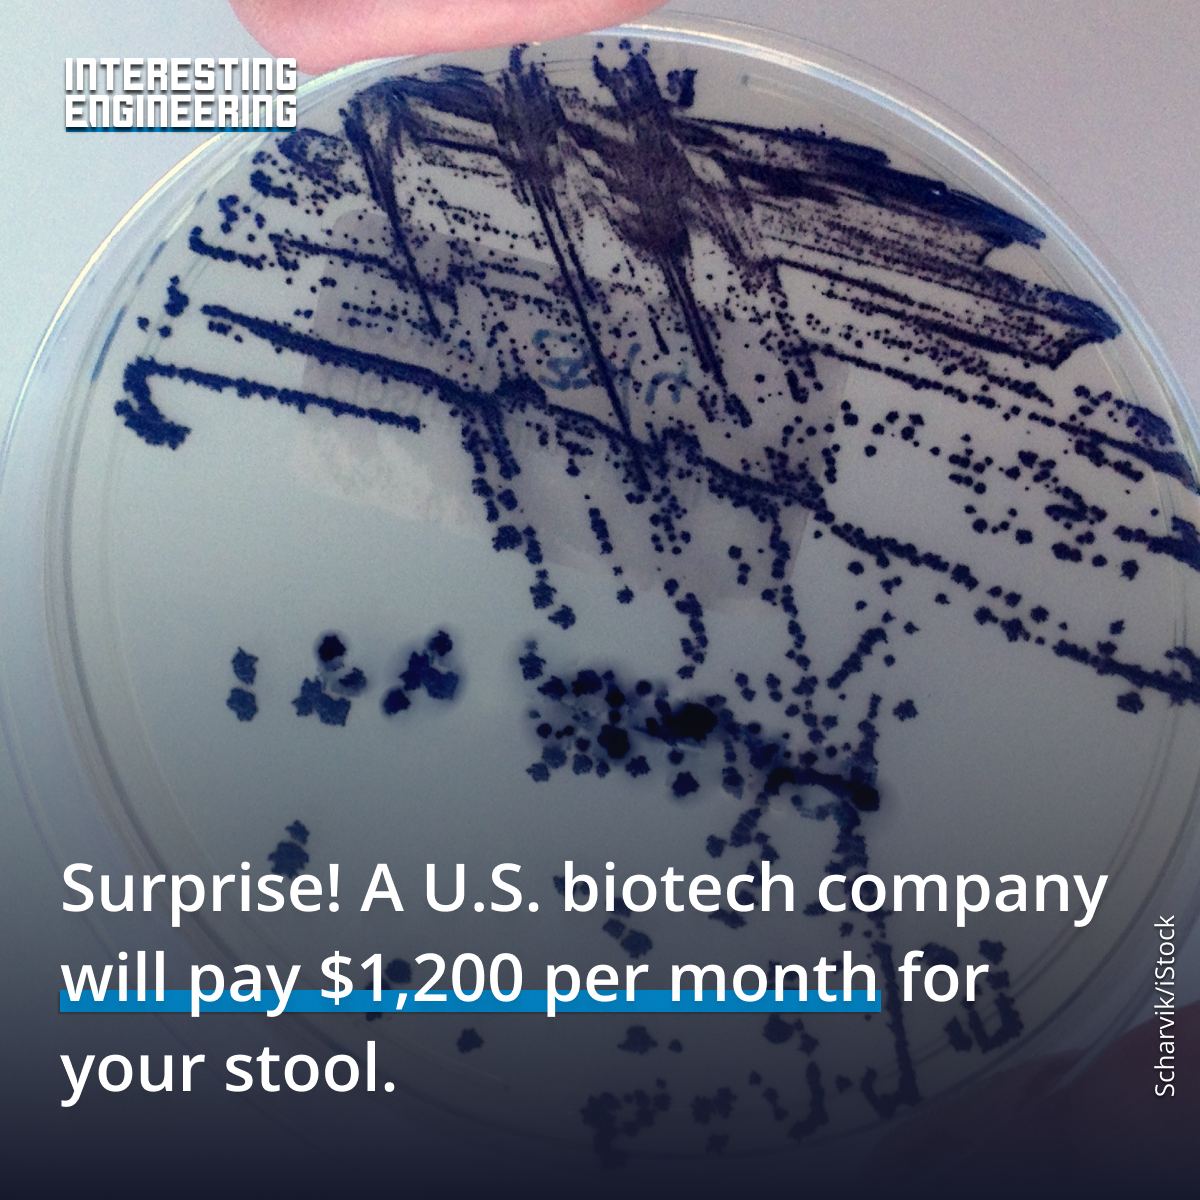 INTERESTING
ENGINEERING
Surprise! A U.S. biotech company
will pay $1,200 per month for
your stool.
Scharvik/iStock